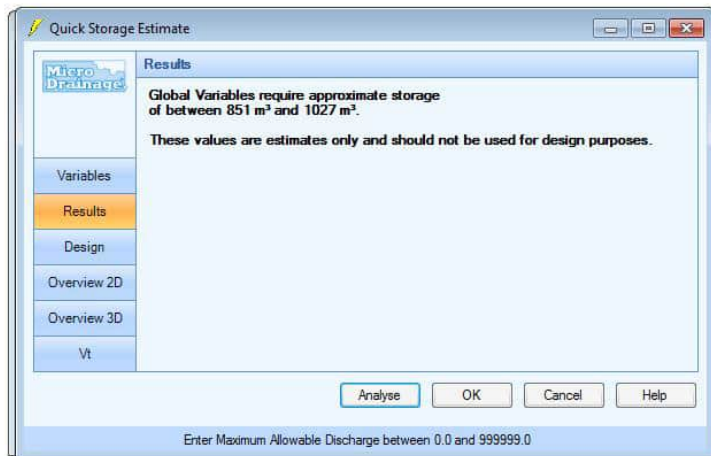 Quick Storage Estimate
Micro
Drainage
Results
Global Variables require approximate storage
of between 851 m³ and 1027 m³.
These values are estimates only and should not be used for design purposes.
Variables
Results
Design
Overview 2D
Overview 3D
Vt
Analyse
OK
Cancel
Help
Enter Maximum Allowable Discharge between 0.0 and 999999.0